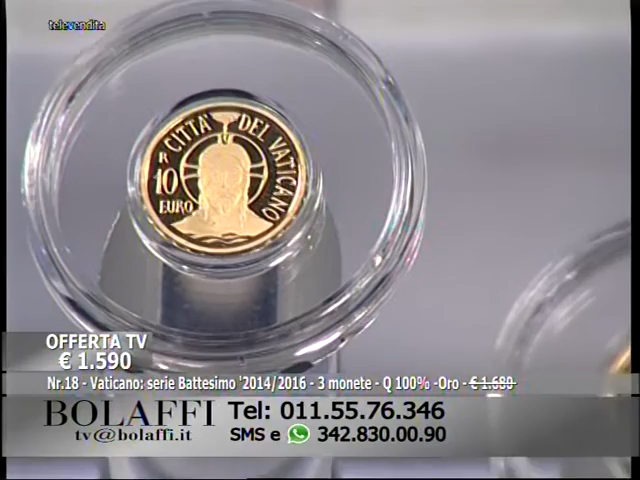 televendita
CITTA' DEL VATICANO
R
10
EURO
OFFERTA TV
€ 1.590
Nr.18 - Vaticano: serie Battesimo '2014/2016 - 3 monete - Q 100% -Oro - € 1.680
BOLAFFI
tv@bolaffi.it
Tel: 011.55.76.346
SMS e 342.830.00.90